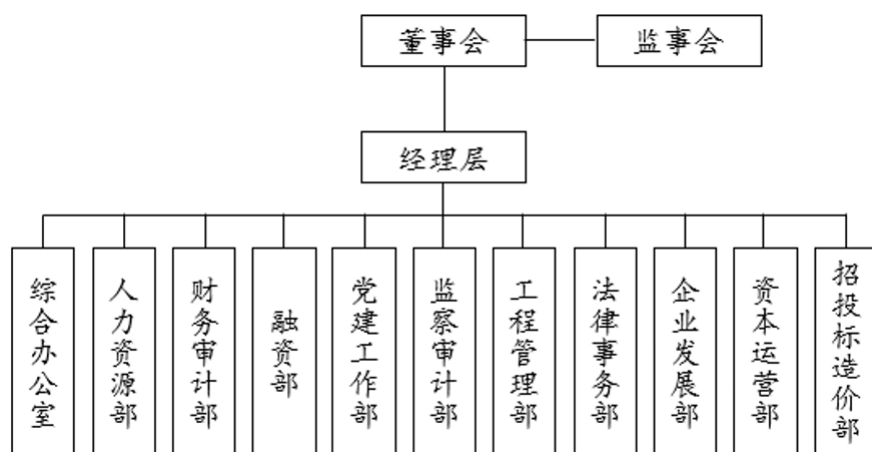 董事会
监事会
经理层
综合办公室
人力资源部
财务审计部
融资部
党建工作部
监察审计部
工程管理部
法律事务部
企业发展部
资本运营部
招投标造价部